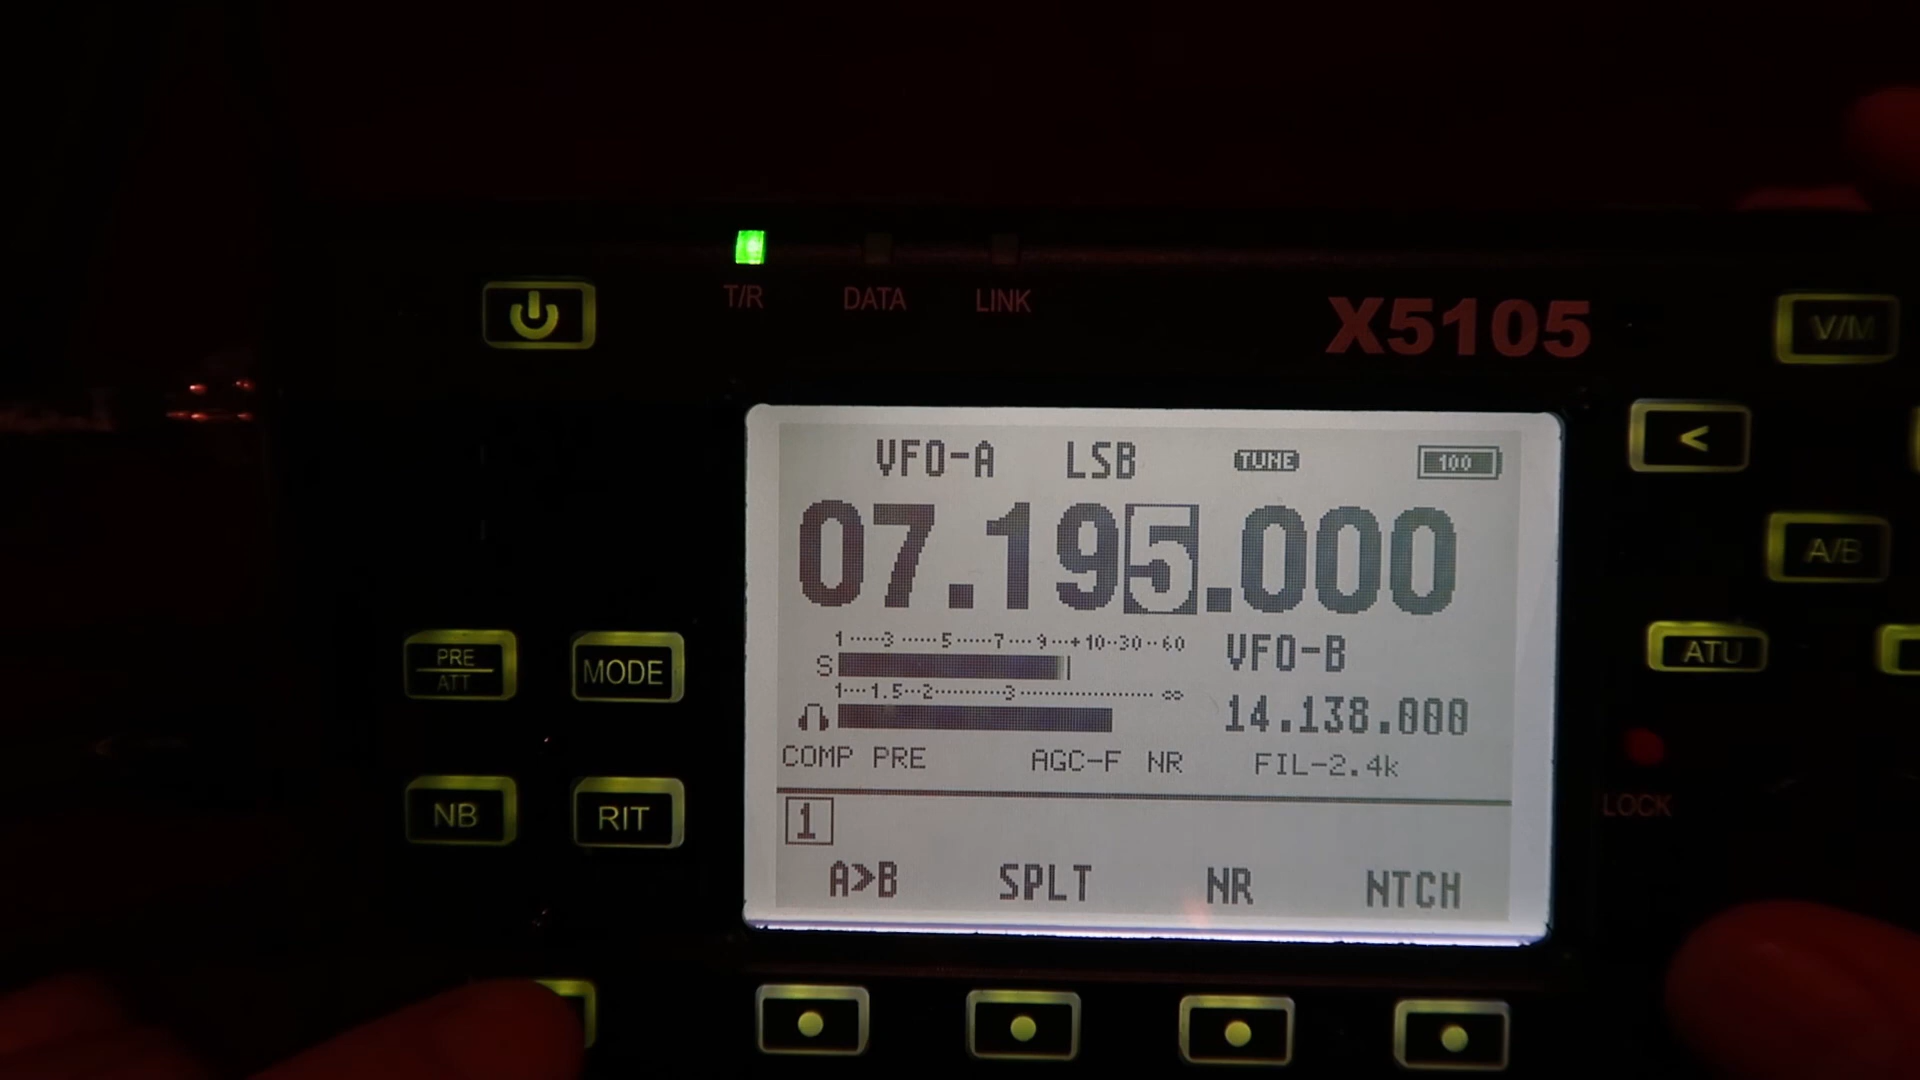 T/R DATA LINK
X5105
V/M
<
VFO-A LSB TUNE 100
07.195.000
A/B
1·····3······5······7····9···+10··30··60
S
VFO-B
ATU
PRE
ATT
MODE
1····1.5··2··········3·················∞
14.138.000
COMP PRE AGC-F NR FIL-2.4k
LOCK
NB RIT
1
A>B SPLT NR NTCH